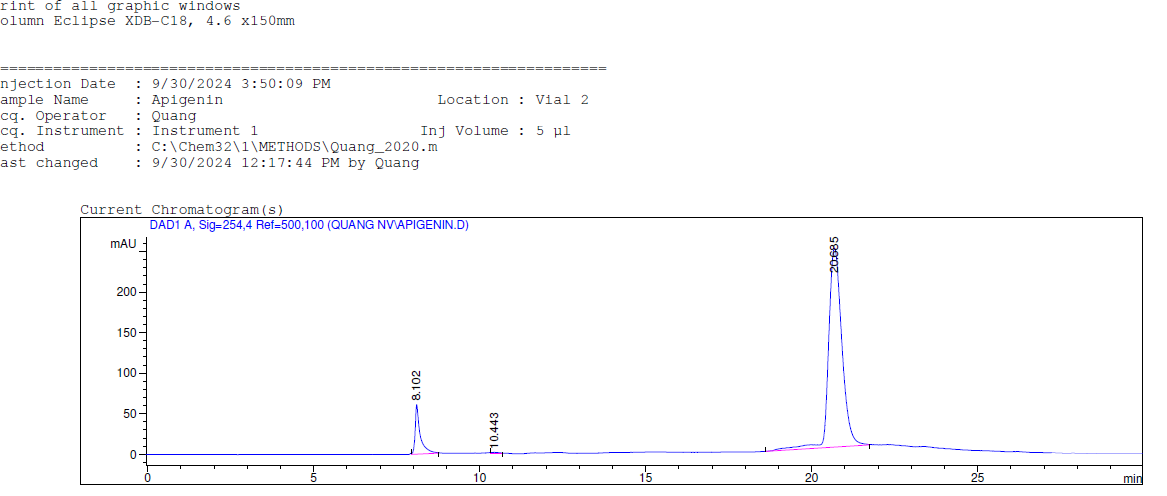 rint of all graphic windows
olumn Eclipse XDB-C18, 4.6 x150mm
=====================================================================
njection Date : 9/30/2024 3:50:09 PM
ample Name : Apigenin Location : Vial 2
cq. Operator : Quang
cq. Instrument : Instrument 1 Inj Volume : 5 µl
ethod : C:\Chem32\1\METHODS\Quang_2020.m
ast changed : 9/30/2024 12:17:44 PM by Quang
Current Chromatogram(s)
DAD1 A, Sig=254,4 Ref=500,100 (QUANG NV\APIGENIN.D)
mAU
20.685
200
150
100
8.102
50
10.443
0
0 5 10 15 20 25 min